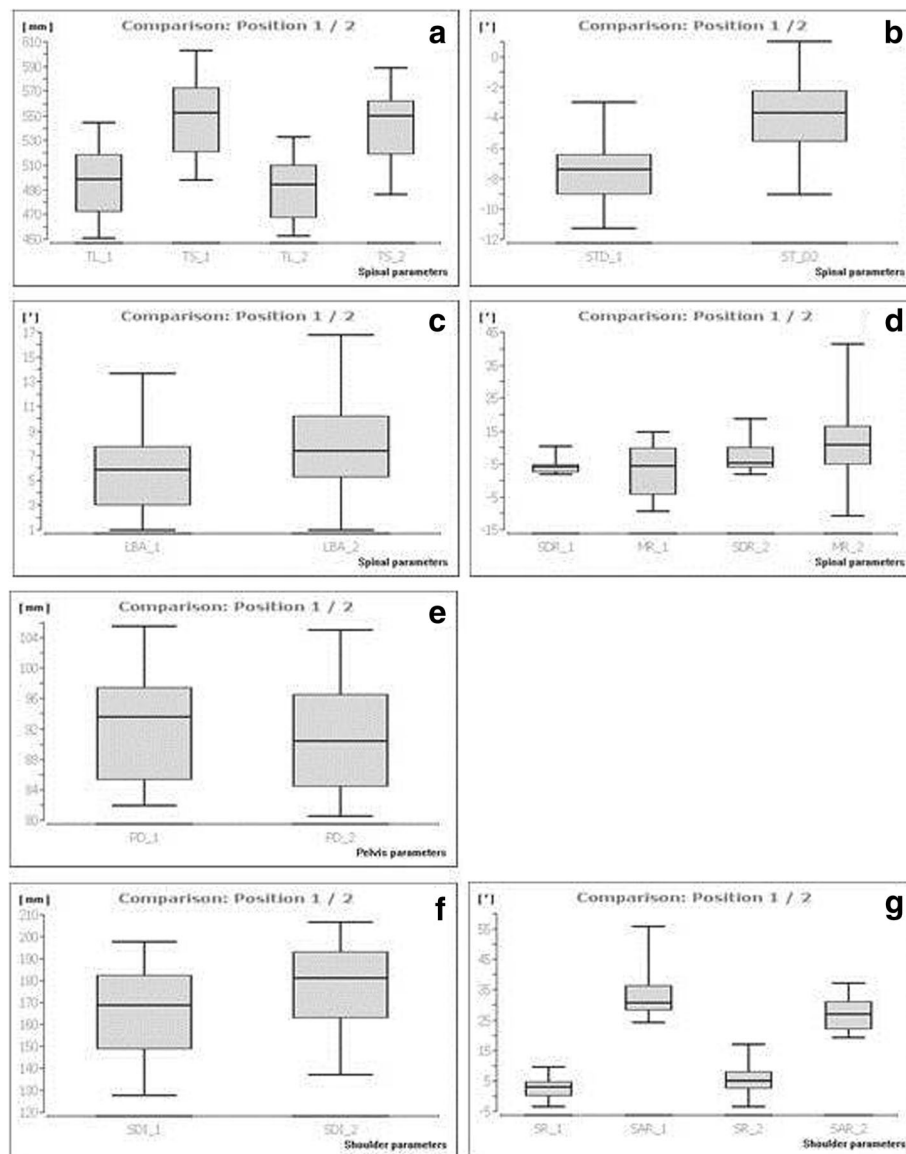 [mm] Comparison: Position 1 / 2 a
610
590
570
550
530
510
490
470
450
TL_1 TS_1 TL_2 TS_2
Spinal parameters
[°] Comparison: Position 1 /2 b
0
-2
-4
-6
-8
-10
-12
STD_1 ST_D2
Spinal parameters
[°] Comparison: Position 1 / 2 c
17
15
13
11
9
7
5
3
1
LBA_1 LBA_2
Spinal parameters
[°] Comparison: Position 1 / 2 d
45
35
25
15
5
-5
-15
SDR_1 MR_1 SDR_2 MR_2
Spinal parameters
[mm] Comparison: Position 1 / 2 e
104
100
96
92
88
84
80
PD_1 PD_2
Pelvis parameters
[mm] Comparison: Position 1 / 2 f
210
200
190
180
170
160
150
140
130
120
SDI_1 SDI_2
Shoulder parameters
[°] Comparison: Position 1 / 2 g
55
45
35
25
15
5
-5
SR_1 SAR_1 SR_2 SAR_2
Shoulder parameters